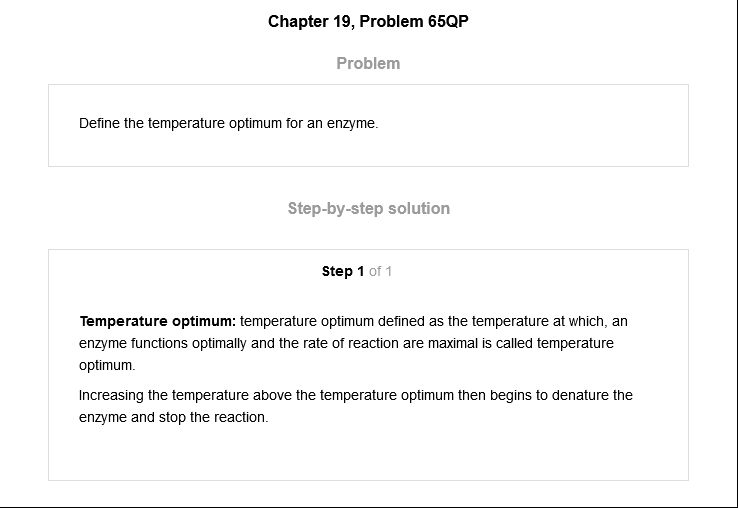 Chapter 19, Problem 65QP
Problem
Define the temperature optimum for an enzyme.
Step-by-step solution
Step 1 of 1
Temperature optimum: temperature optimum defined as the temperature at which, an
enzyme functions optimally and the rate of reaction are maximal is called temperature
optimum.
Increasing the temperature above the temperature optimum then begins to denature the
enzyme and stop the reaction.